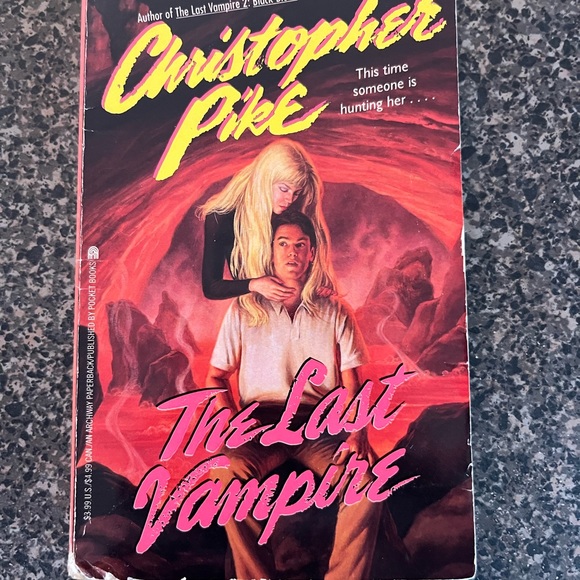 Author of The Last Vampire 2: Black
Christopher
Pike
This time
someone is
hunting her . . . .
The Last
Vampire
$3.99 U.S./$4.99 CAN./AN ARCHWAY PAPERBACK/PUBLISHED BY POCKET BOOKS